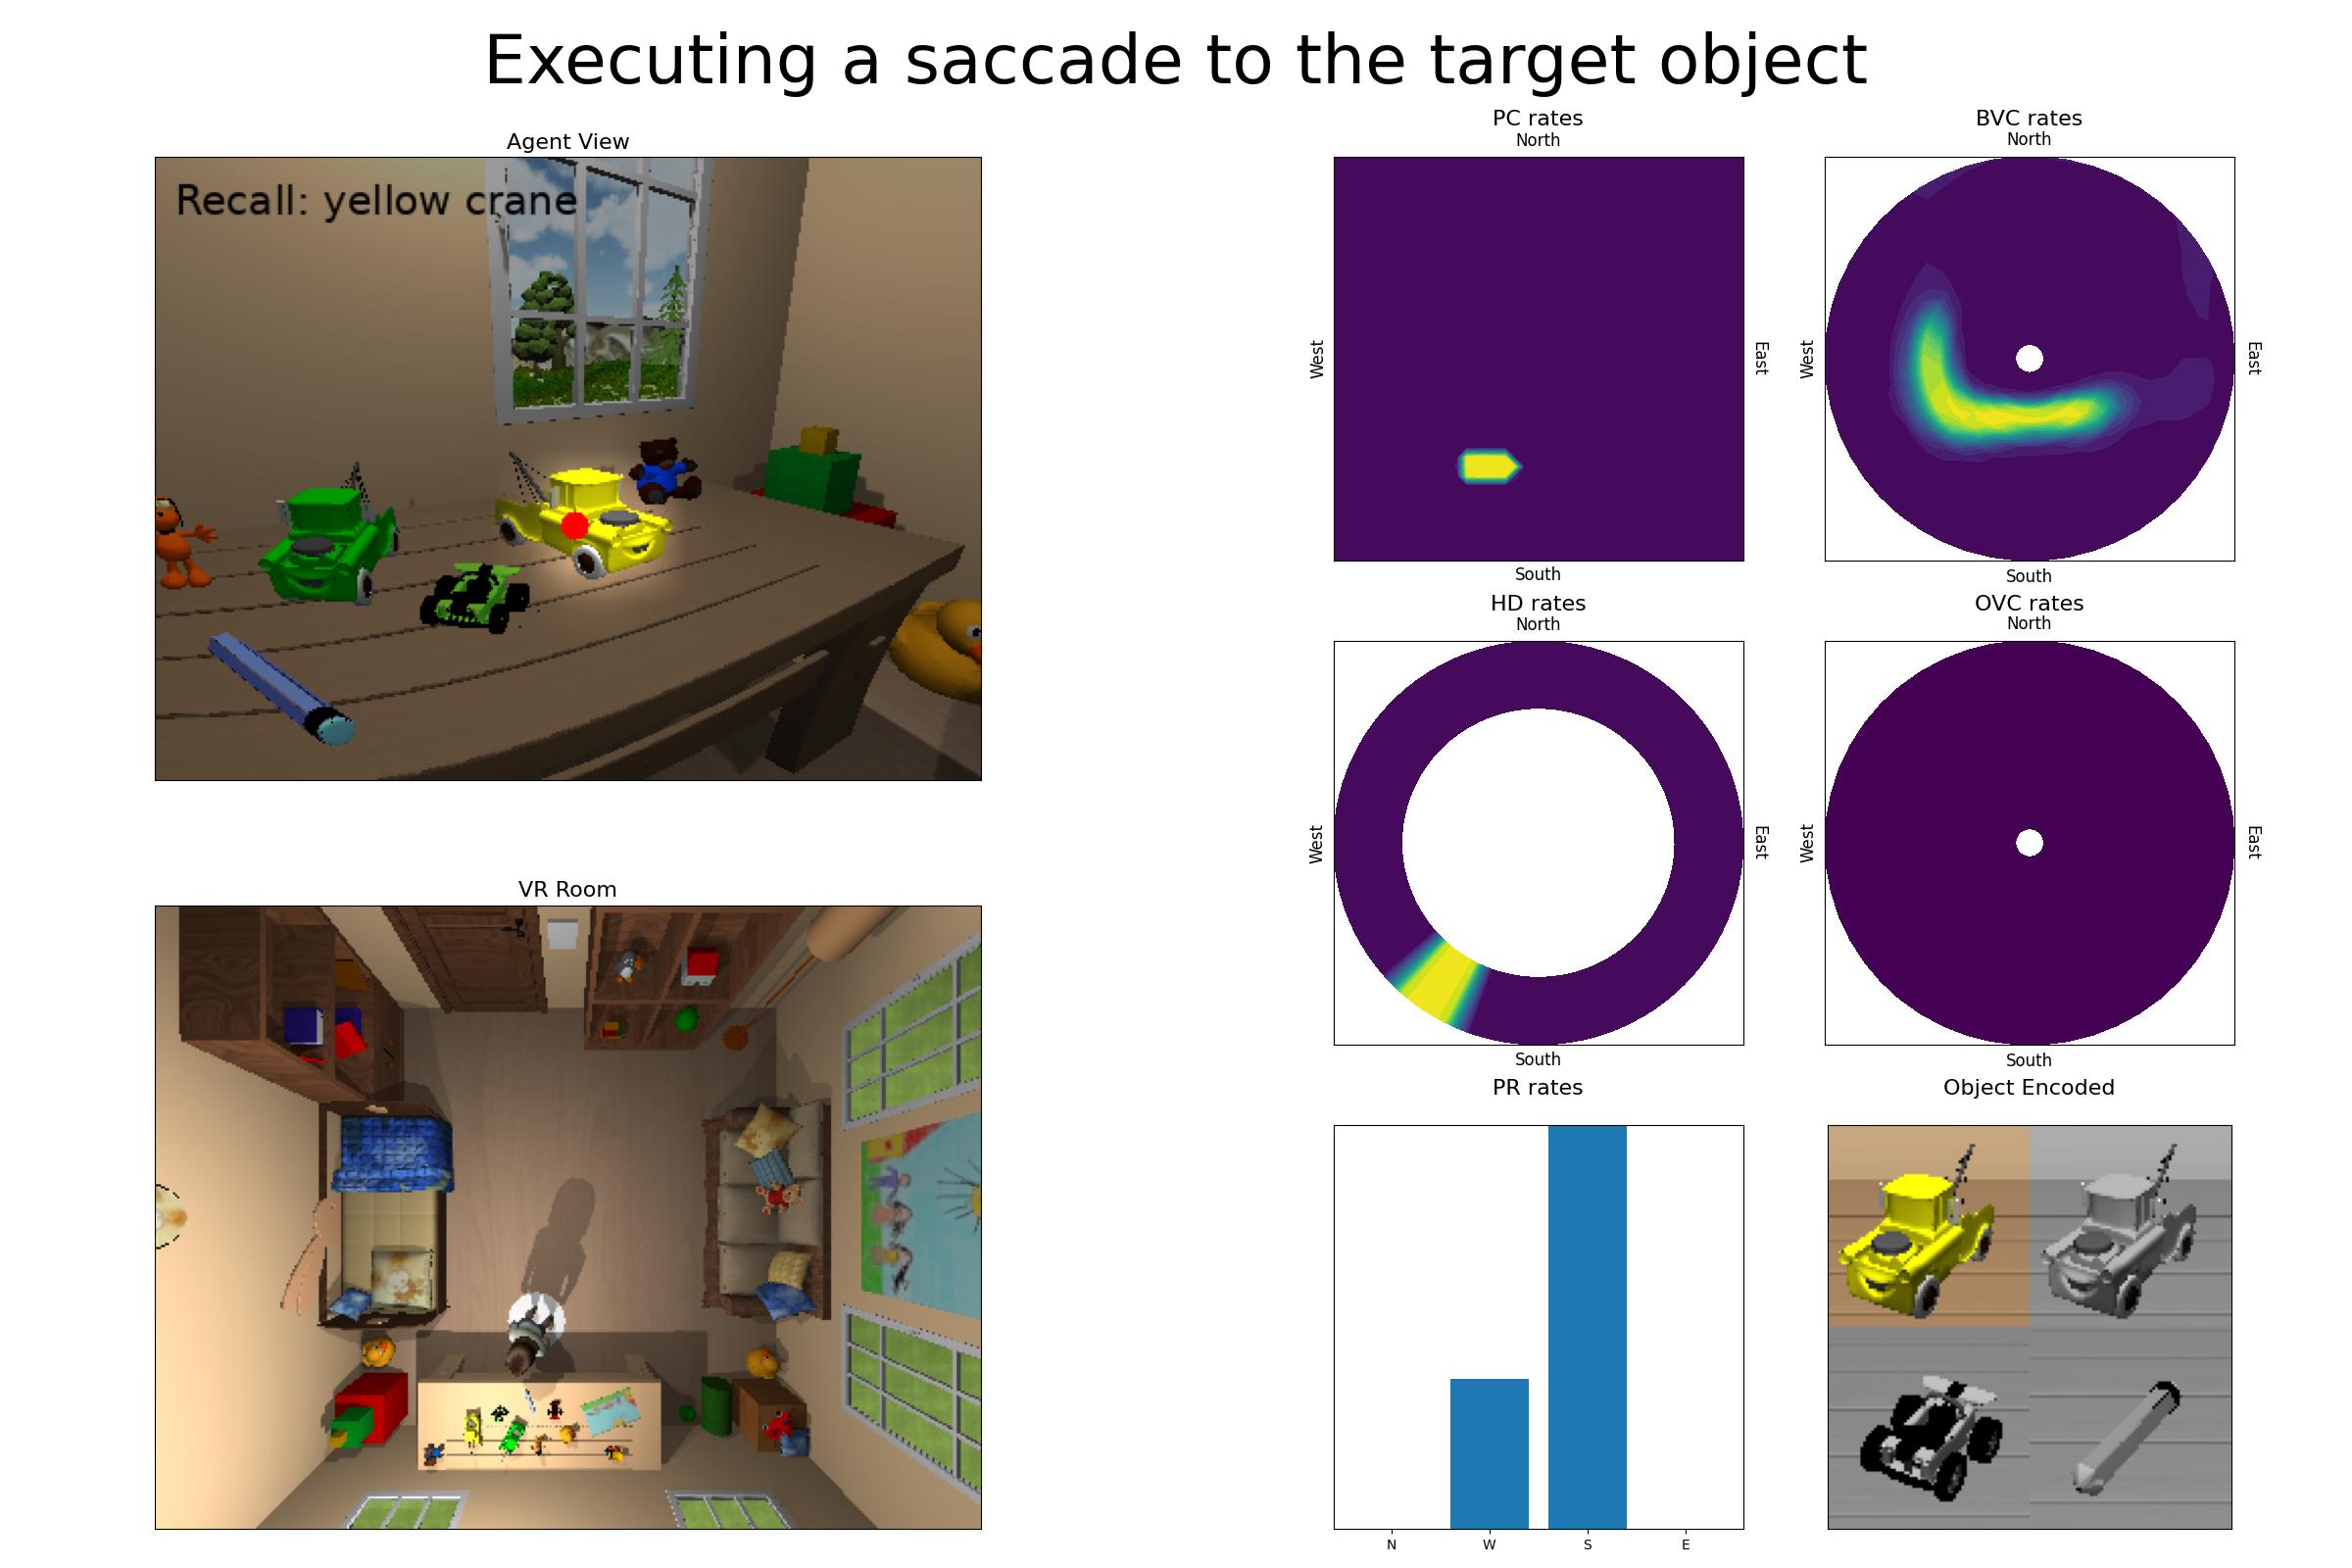 Executing a saccade to the target object
Agent View
Recall: yellow crane
VR Room
PC rates
North
West
East
South
BVC rates
North
West
East
South
HD rates
North
West
East
South
OVC rates
North
West
East
South
PR rates
N W S E
Object Encoded